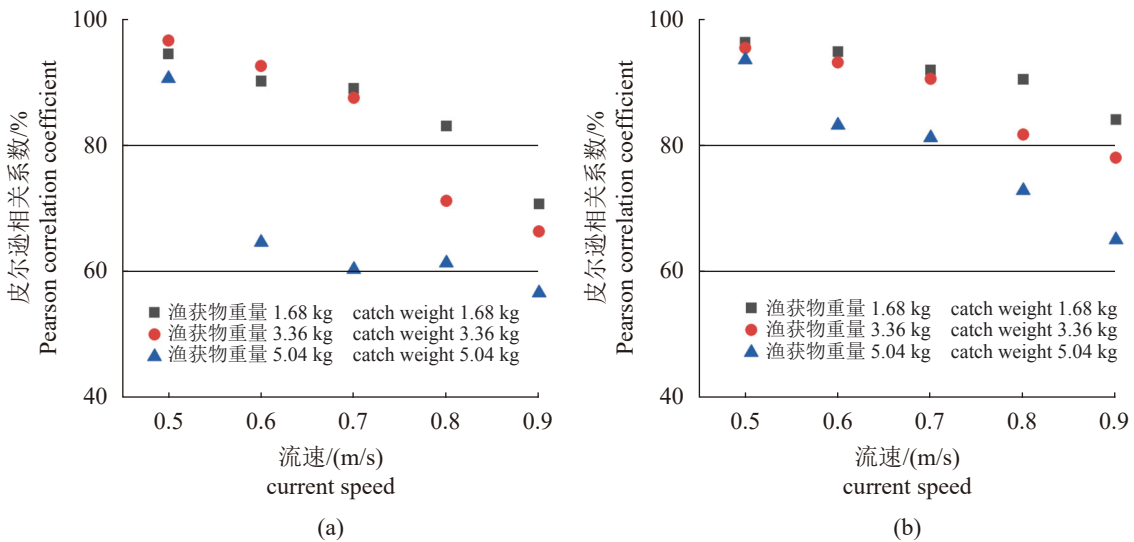 皮尔逊相关系数/%
Pearson correlation coefficient
100
80
60
40
渔获物重量 1.68 kg catch weight 1.68 kg
渔获物重量 3.36 kg catch weight 3.36 kg
渔获物重量 5.04 kg catch weight 5.04 kg
0.5 0.6 0.7 0.8 0.9
流速/(m/s)
current speed
(a)
皮尔逊相关系数/%
Pearson correlation coefficient
100
80
60
40
渔获物重量 1.68 kg catch weight 1.68 kg
渔获物重量 3.36 kg catch weight 3.36 kg
渔获物重量 5.04 kg catch weight 5.04 kg
0.5 0.6 0.7 0.8 0.9
流速/(m/s)
current speed
(b)